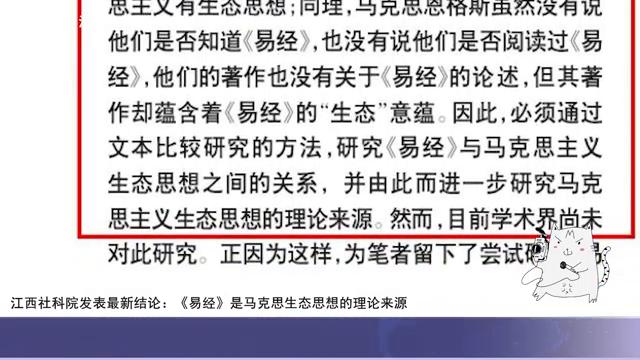 思主义有生态思想；同理，马克思恩格斯虽然没有说
他们是否知道《易经》，也没有说他们是否阅读过《易
经》，他们的著作也没有关于《易经》的论述，但其著
作却蕴含着《易经》的“生态”意蕴。因此，必须通过
文本比较研究的方法，研究《易经》与马克思主义
生态思想之间的关系，并由此而进一步研究马克
思主义生态思想的理论来源。然而，目前学术界尚未
对此研究。正因为这样，为笔者留下了尝试研
江西社科院发表最新结论：《易经》是马克思生态思想的理论来源